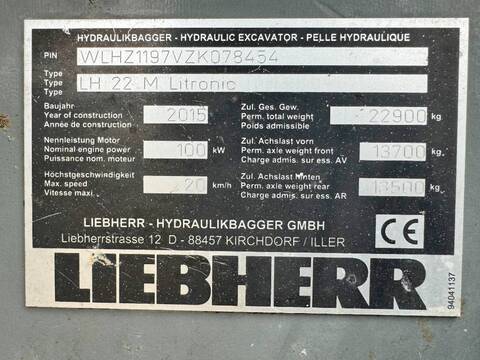 HYDRAULIKBAGGER - HYDRAULIC EXCAVATOR - PELLE HYDRAULIQUE
PIN WLHZ1197VZK078454
Type
Type LH 22 M Litronic
Type
Baujahr
Year of construction 2015
Année de construction
Zul. Ges. Gew.
Perm. total weight 22900 kg
Poids admissible
Nennleistung Motor
Nominal engine power 100 kW
Puissance nom. moteur
Zul. Achslast vorn
Perm. axle weight front 13700 kg
Charge admis. sur ess. AV
Höchstgeschwindigkeit
Max. speed 20 km/h
Vitesse maxi.
Zul. Achslast hinten
Perm. axle weight rear 13500 kg
Charge admis. sur ess. AR
LIEBHERR - HYDRAULIKBAGGER GMBH
Liebherrstrasse 12 D - 88457 KIRCHDORF/ILLER
CE
LIEBHERR
94041137